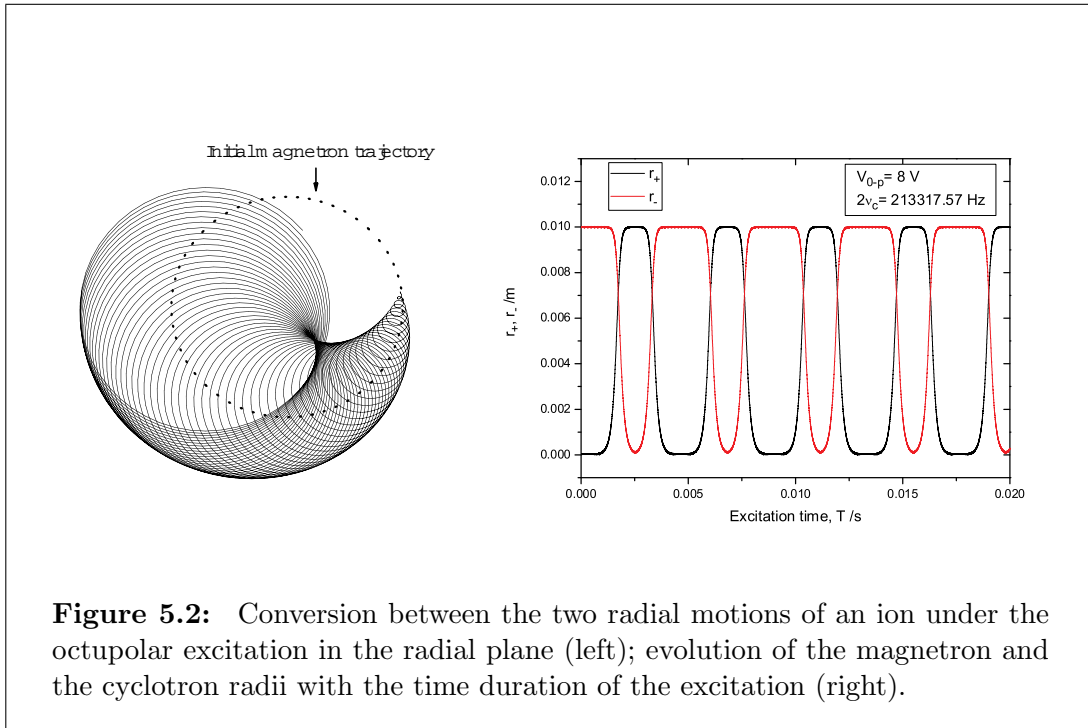 Initial magnetron trajectory
r₊
r₋
V₀₋ₚ= 8 V
2νc= 213317.57 Hz
0.012
0.010
0.008
0.006
0.004
0.002
0.000
r₊, r₋ /m
0.000 0.005 0.010 0.015 0.020
Excitation time, T /s
Figure 5.2: Conversion between the two radial motions of an ion under the
octupolar excitation in the radial plane (left); evolution of the magnetron and
the cyclotron radii with the time duration of the excitation (right).